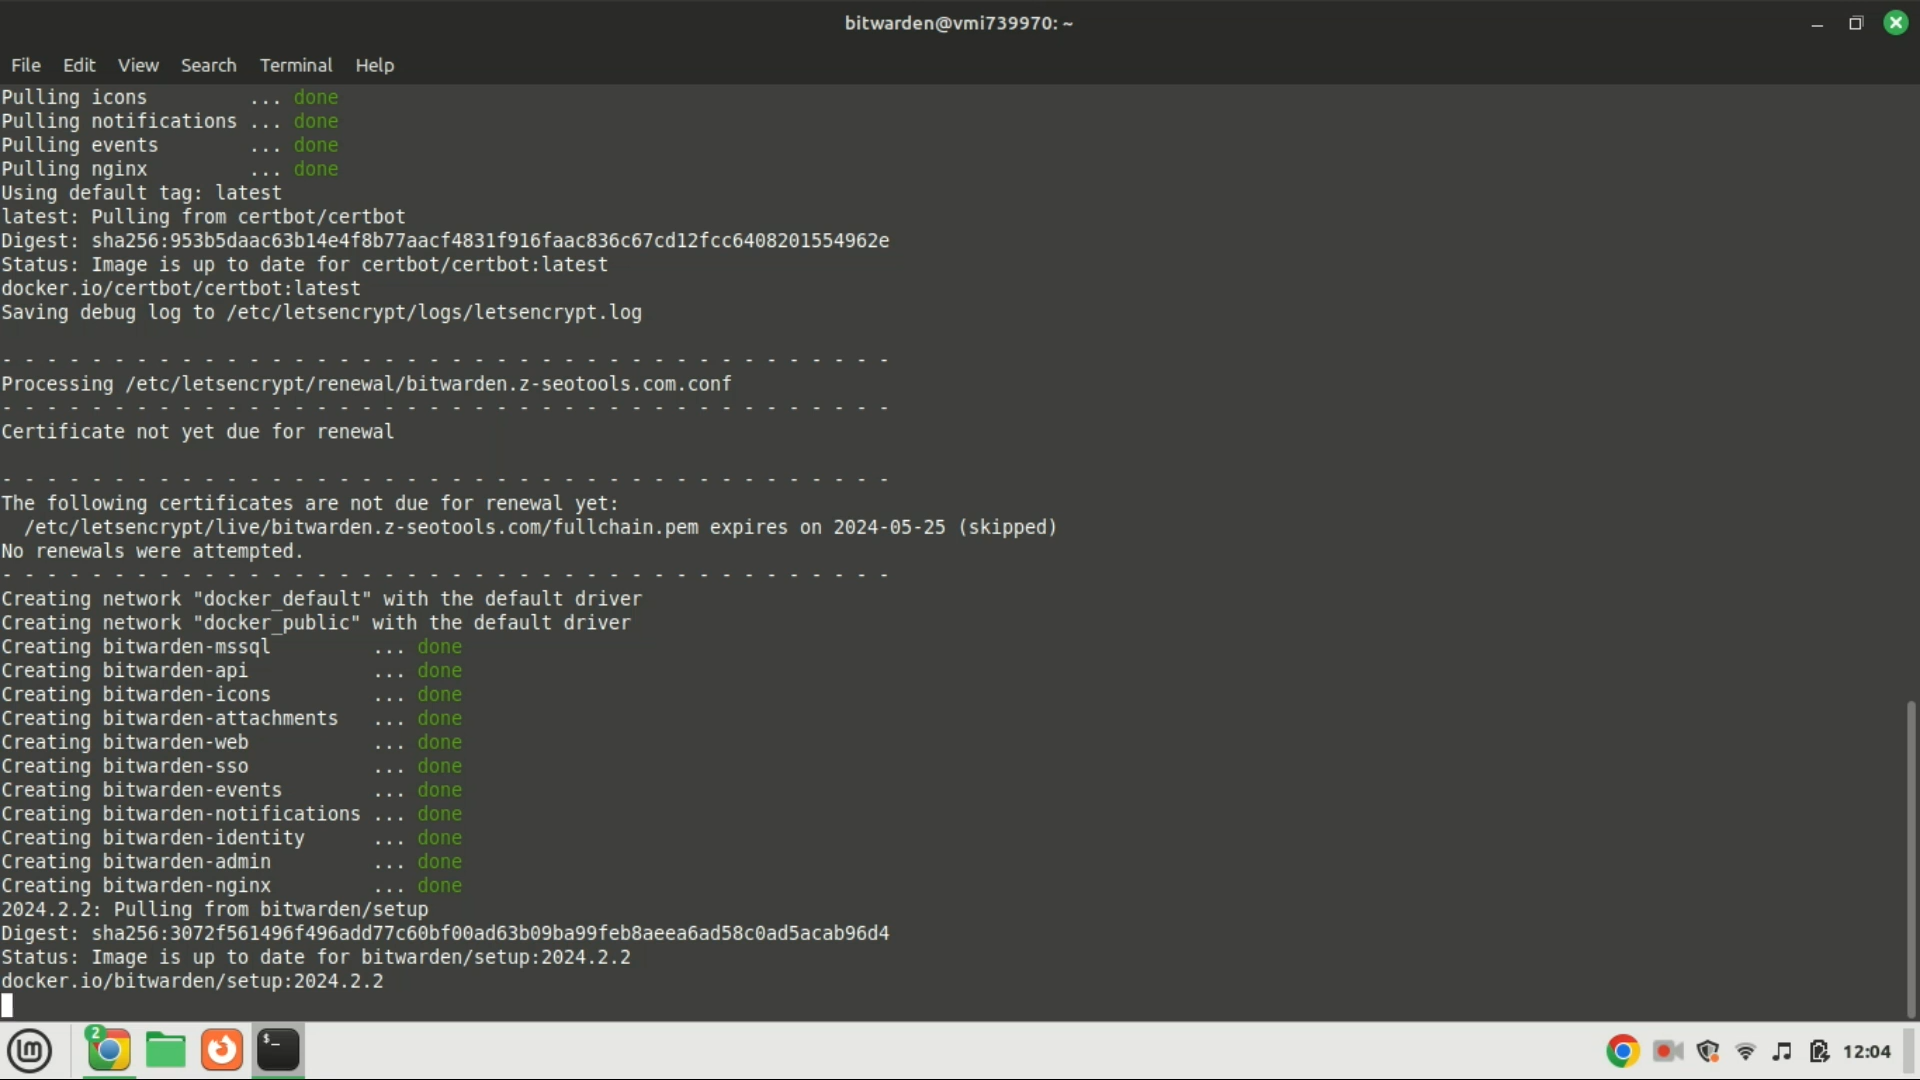 bitwarden@vmi739970: ~
File Edit View Search Terminal Help
Pulling icons         ... done
Pulling notifications ... done
Pulling events        ... done
Pulling nginx         ... done
Using default tag: latest
latest: Pulling from certbot/certbot
Digest: sha256:953b5daac63b14e4f8b77aacf4831f916faac836c67cd12fcc6408201554962e
Status: Image is up to date for certbot/certbot:latest
docker.io/certbot/certbot:latest
Saving debug log to /etc/letsencrypt/logs/letsencrypt.log
- - - - - - - - - - - - - - - - - - - - - - - - - - - - - - - - - - - - - - - -
Processing /etc/letsencrypt/renewal/bitwarden.z-seotools.com.conf
- - - - - - - - - - - - - - - - - - - - - - - - - - - - - - - - - - - - - - - -
Certificate not yet due for renewal
- - - - - - - - - - - - - - - - - - - - - - - - - - - - - - - - - - - - - - - -
The following certificates are not due for renewal yet:
  /etc/letsencrypt/live/bitwarden.z-seotools.com/fullchain.pem expires on 2024-05-25 (skipped)
No renewals were attempted.
- - - - - - - - - - - - - - - - - - - - - - - - - - - - - - - - - - - - - - - -
Creating network "docker_default" with the default driver
Creating network "docker_public" with the default driver
Creating bitwarden-mssql         ... done
Creating bitwarden-api           ... done
Creating bitwarden-icons         ... done
Creating bitwarden-attachments   ... done
Creating bitwarden-web           ... done
Creating bitwarden-sso           ... done
Creating bitwarden-events        ... done
Creating bitwarden-notifications ... done
Creating bitwarden-identity      ... done
Creating bitwarden-admin         ... done
Creating bitwarden-nginx         ... done
2024.2.2: Pulling from bitwarden/setup
Digest: sha256:3072f561496f496add77c60bf00ad63b09ba99feb8aeea6ad58c0ad5acab96d4
Status: Image is up to date for bitwarden/setup:2024.2.2
docker.io/bitwarden/setup:2024.2.2
2
$_
12:04